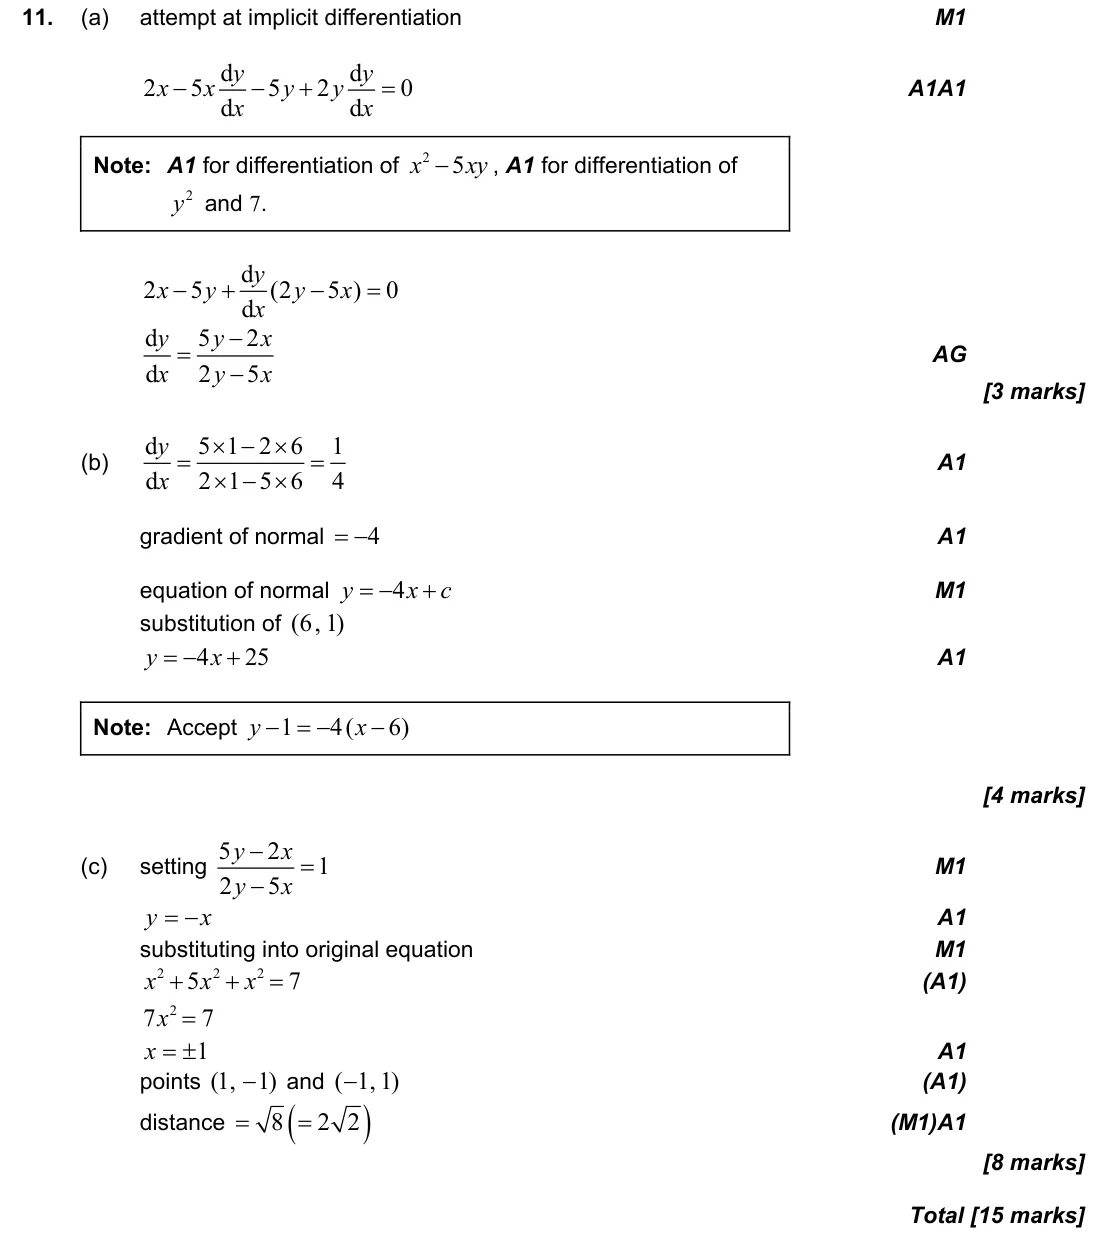 11. (a) attempt at implicit differentiation M1
2x − 5x dy/dx − 5y + 2y dy/dx = 0 A1A1
Note: A1 for differentiation of x² − 5xy , A1 for differentiation of
y² and 7.
2x − 5y + dy/dx (2y − 5x) = 0
dy/dx = (5y − 2x)/(2y − 5x) AG
[3 marks]
(b) dy/dx = (5×1 − 2×6)/(2×1 − 5×6) = 1/4 A1
gradient of normal = −4 A1
equation of normal y = −4x + c M1
substitution of (6, 1)
y = −4x + 25 A1
Note: Accept y − 1 = −4(x − 6)
[4 marks]
(c) setting (5y − 2x)/(2y − 5x) = 1 M1
y = −x A1
substituting into original equation M1
x² + 5x² + x² = 7 (A1)
7x² = 7
x = ±1 A1
points (1, −1) and (−1, 1) (A1)
distance = √8 (= 2√2) (M1)A1
[8 marks]
Total [15 marks]